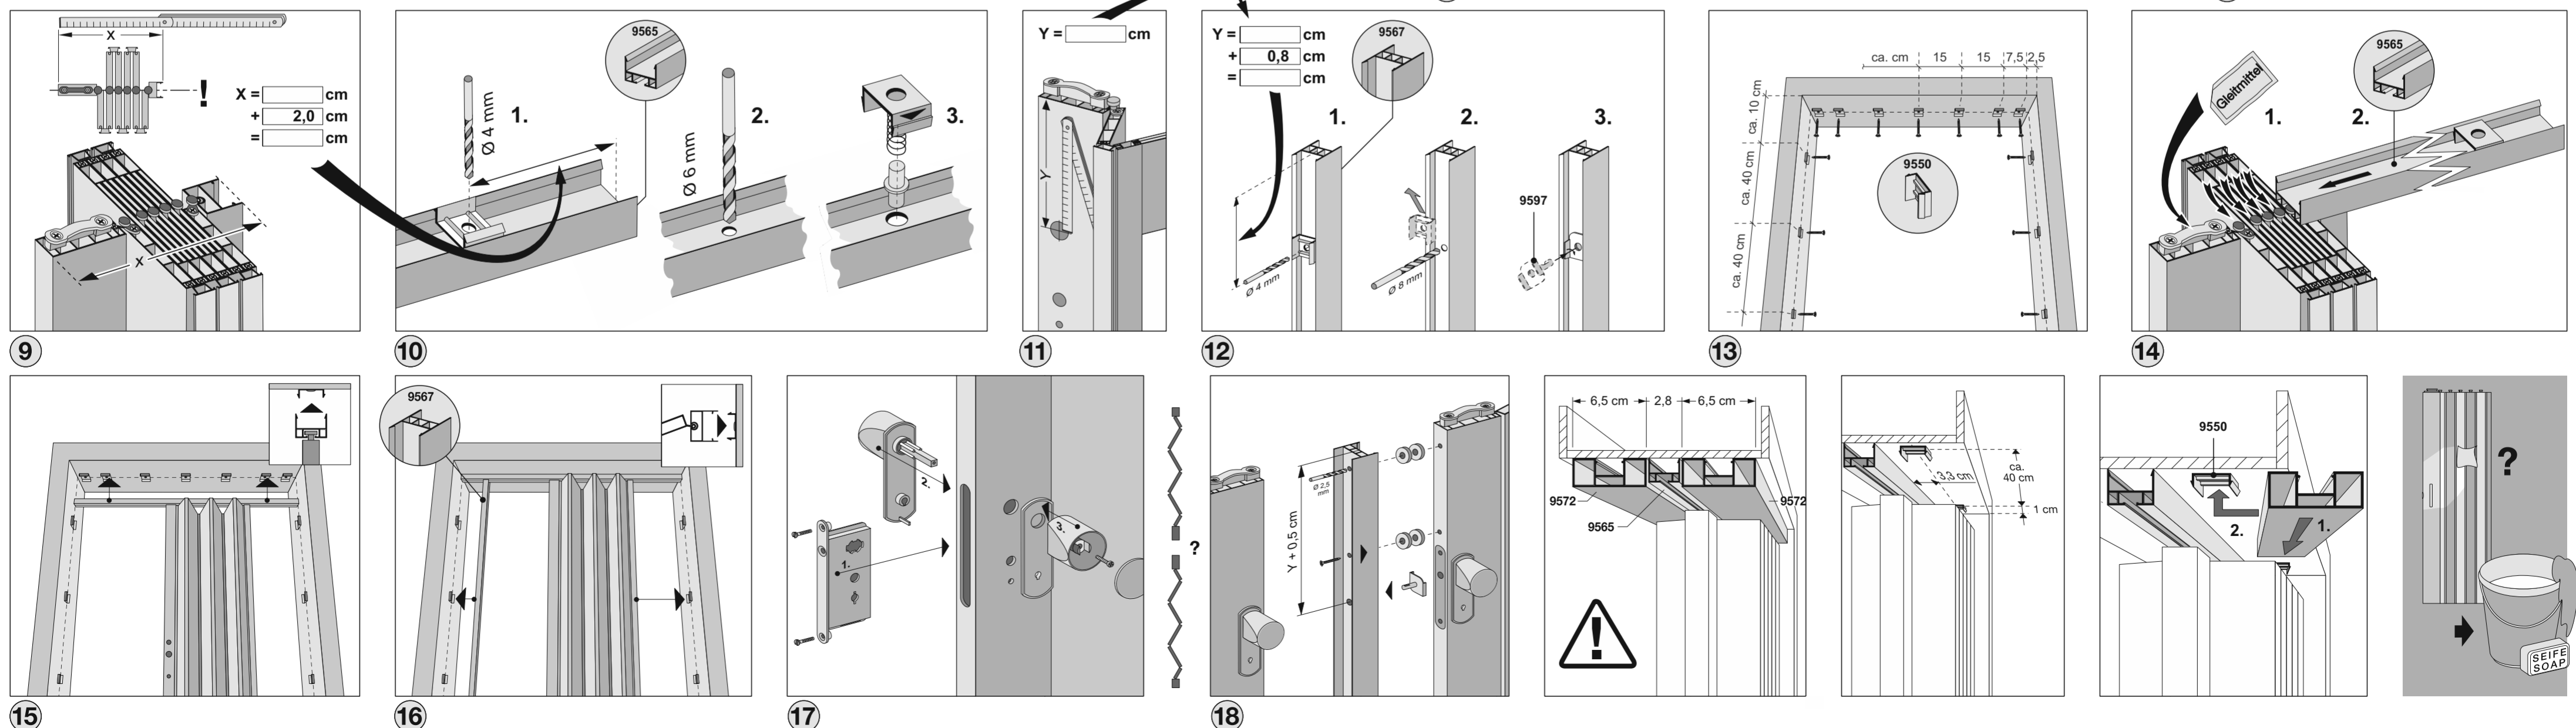 X
!
X = cm
+ 2,0 cm
= cm
X
9
9565
Ø 4 mm
1.
Ø 6 mm
2.
3.
10
Y = cm
Y
11
Y = cm
+ 0,8 cm
= cm
9567
1.
Ø 4 mm
2.
Ø 8 mm
3.
9597
12
ca. cm 15 15 7,5 2,5
ca. 10 cm
ca. 40 cm
ca. 40 cm
9550
13
Gleitmittel
1.
2.
9565
14
15
9567
16
1.
2.
3.
17
?
Ø 2,5
mm
Y + 0,5 cm
18
6,5 cm 2,8 6,5 cm
9572
9565
9572
!
3,3 cm
ca.
40 cm
1 cm
9550
1.
2.
?
SEIFE
SOAP